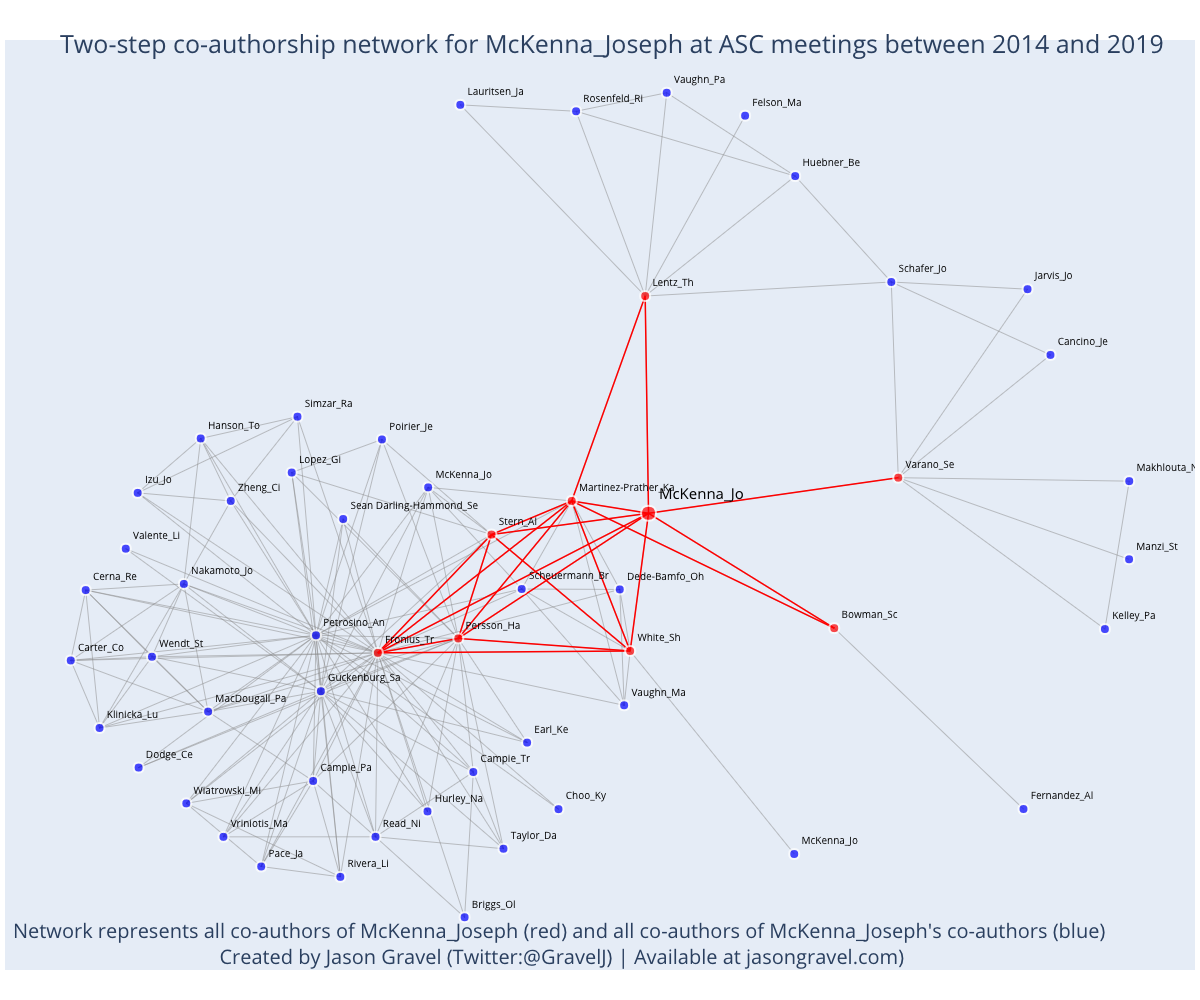 Two-step co-authorship network for McKenna_Joseph at ASC meetings between 2014 and 2019
Vaughn_Pa
Lauritsen_Ja
Rosenfeld_Ri
Felson_Ma
Huebner_Be
Schafer_Jo
Jarvis_Jo
Lentz_Th
Cancino_Je
Simzar_Ra
Hanson_To
Poirier_Je
Lopez_Gi
Varano_Se
McKenna_Jo
Izu_Jo
Zheng_Ci
Martinez-Prather_Ka
McKenna_Jo
Sean Darling-Hammond_Se
Stern_Al
Valente_Li
Cerna_Re
Nakamoto_Jo
Scheuermann_Br
Dede-Bamfo_Oh
Manzi_St
Bowman_Sc
Kelley_Pa
Petrosino_An
Fronius_Tr
Persson_Ha
White_Sh
Carter_Co
Wendt_St
Guckenburg_Sa
MacDougall_Pa
Vaughn_Ma
Klinicka_Lu
Earl_Ke
Dodge_Ce
Campie_Pa
Campie_Tr
Wiatrowski_Mi
Hurley_Na
Choo_Ky
Fernandez_Al
Vriniotis_Ma
Read_Ni
Taylor_Da
McKenna_Jo
Pace_Ja
Rivera_Li
Briggs_Ol
Network represents all co-authors of McKenna_Joseph (red) and all co-authors of McKenna_Joseph's co-authors (blue)
Created by Jason Gravel (Twitter:@GravelJ) | Available at jasongravel.com)